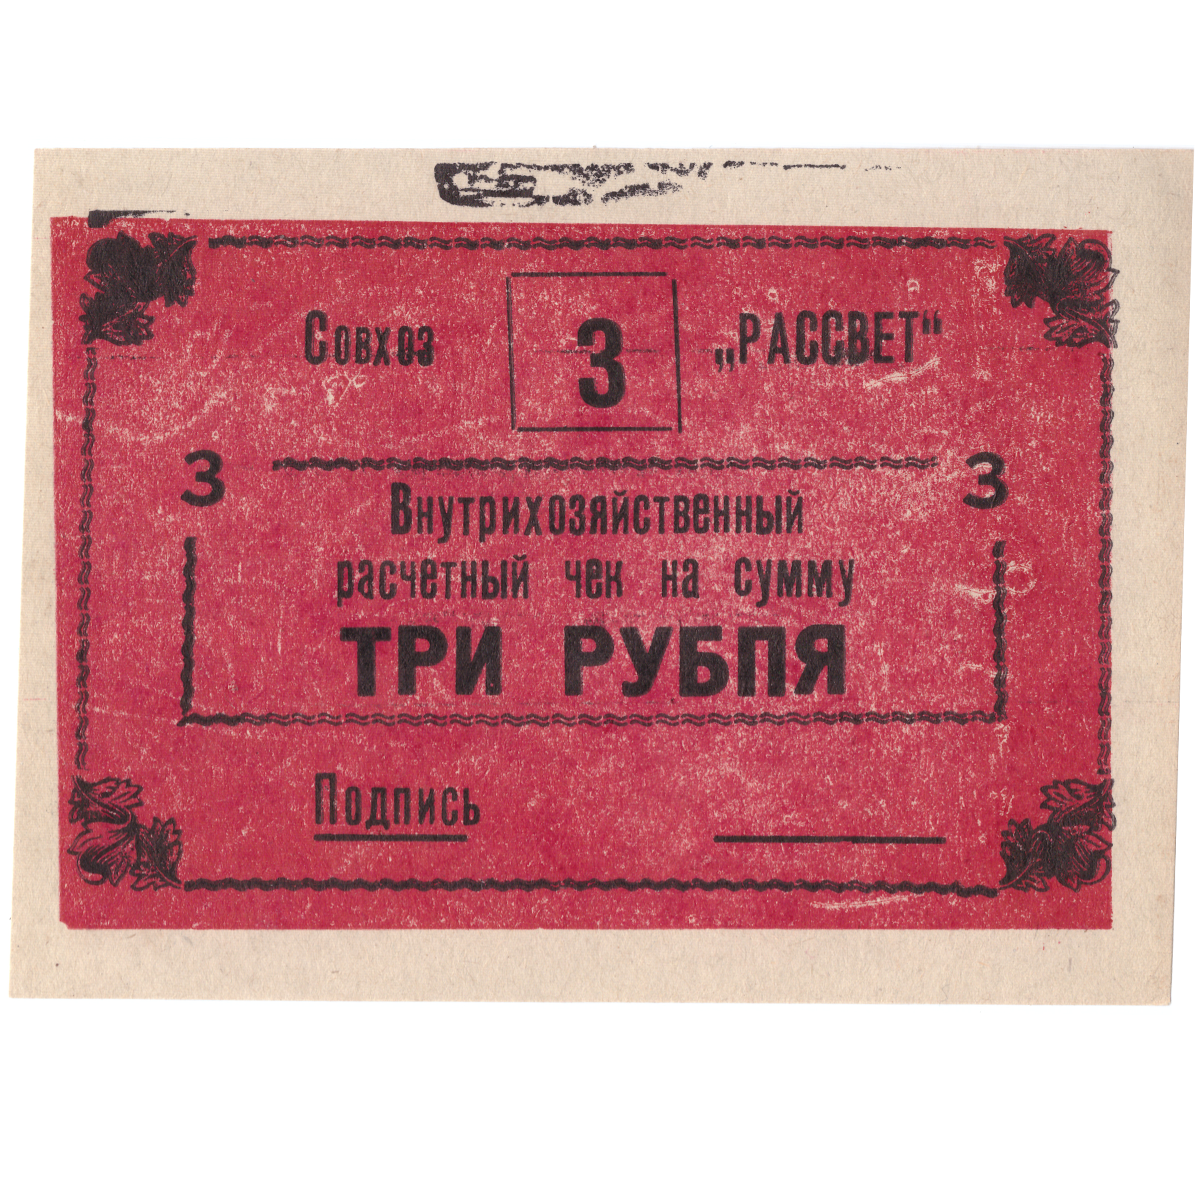 Совхоз 3 „РАССВЕТ“
3 3
Внутрихозяйственный
расчетный чек на сумму
ТРИ РУБПЯ
Подпись